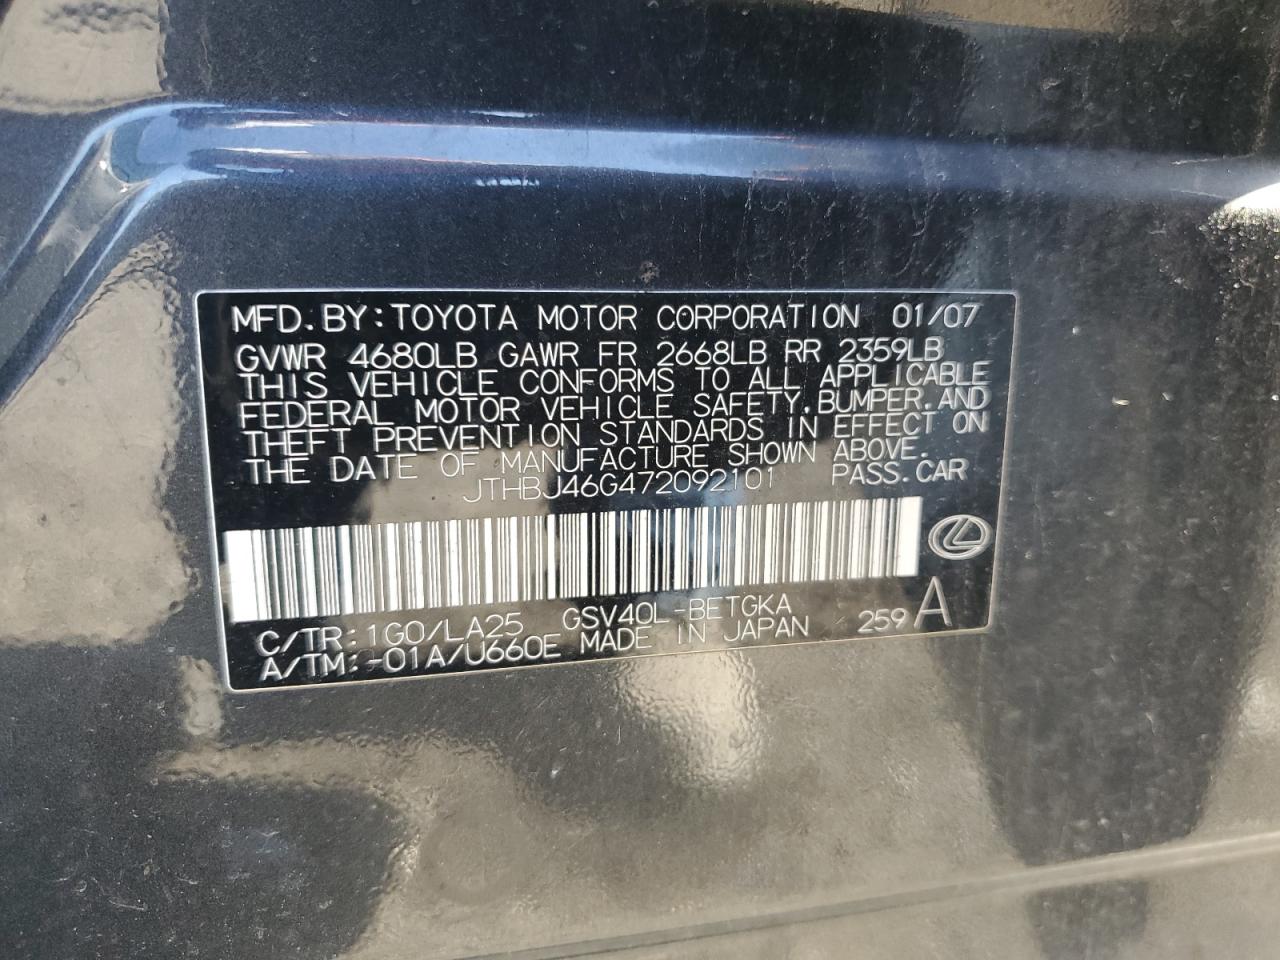 MFD. BY: TOYOTA MOTOR CORPORATION 01/07
GVWR 4680LB GAWR FR 2668LB RR 2359LB
THIS VEHICLE CONFORMS TO ALL APPLICABLE
FEDERAL MOTOR VEHICLE SAFETY, BUMPER, AND
THEFT PREVENTION STANDARDS IN EFFECT ON
THE DATE OF MANUFACTURE SHOWN ABOVE.
JTHBJ46G472092101 PASS. CAR
C/TR: 1G0/LA25 GSV40L-BETGKA 259 A
A/TM: -01A/U660E MADE IN JAPAN